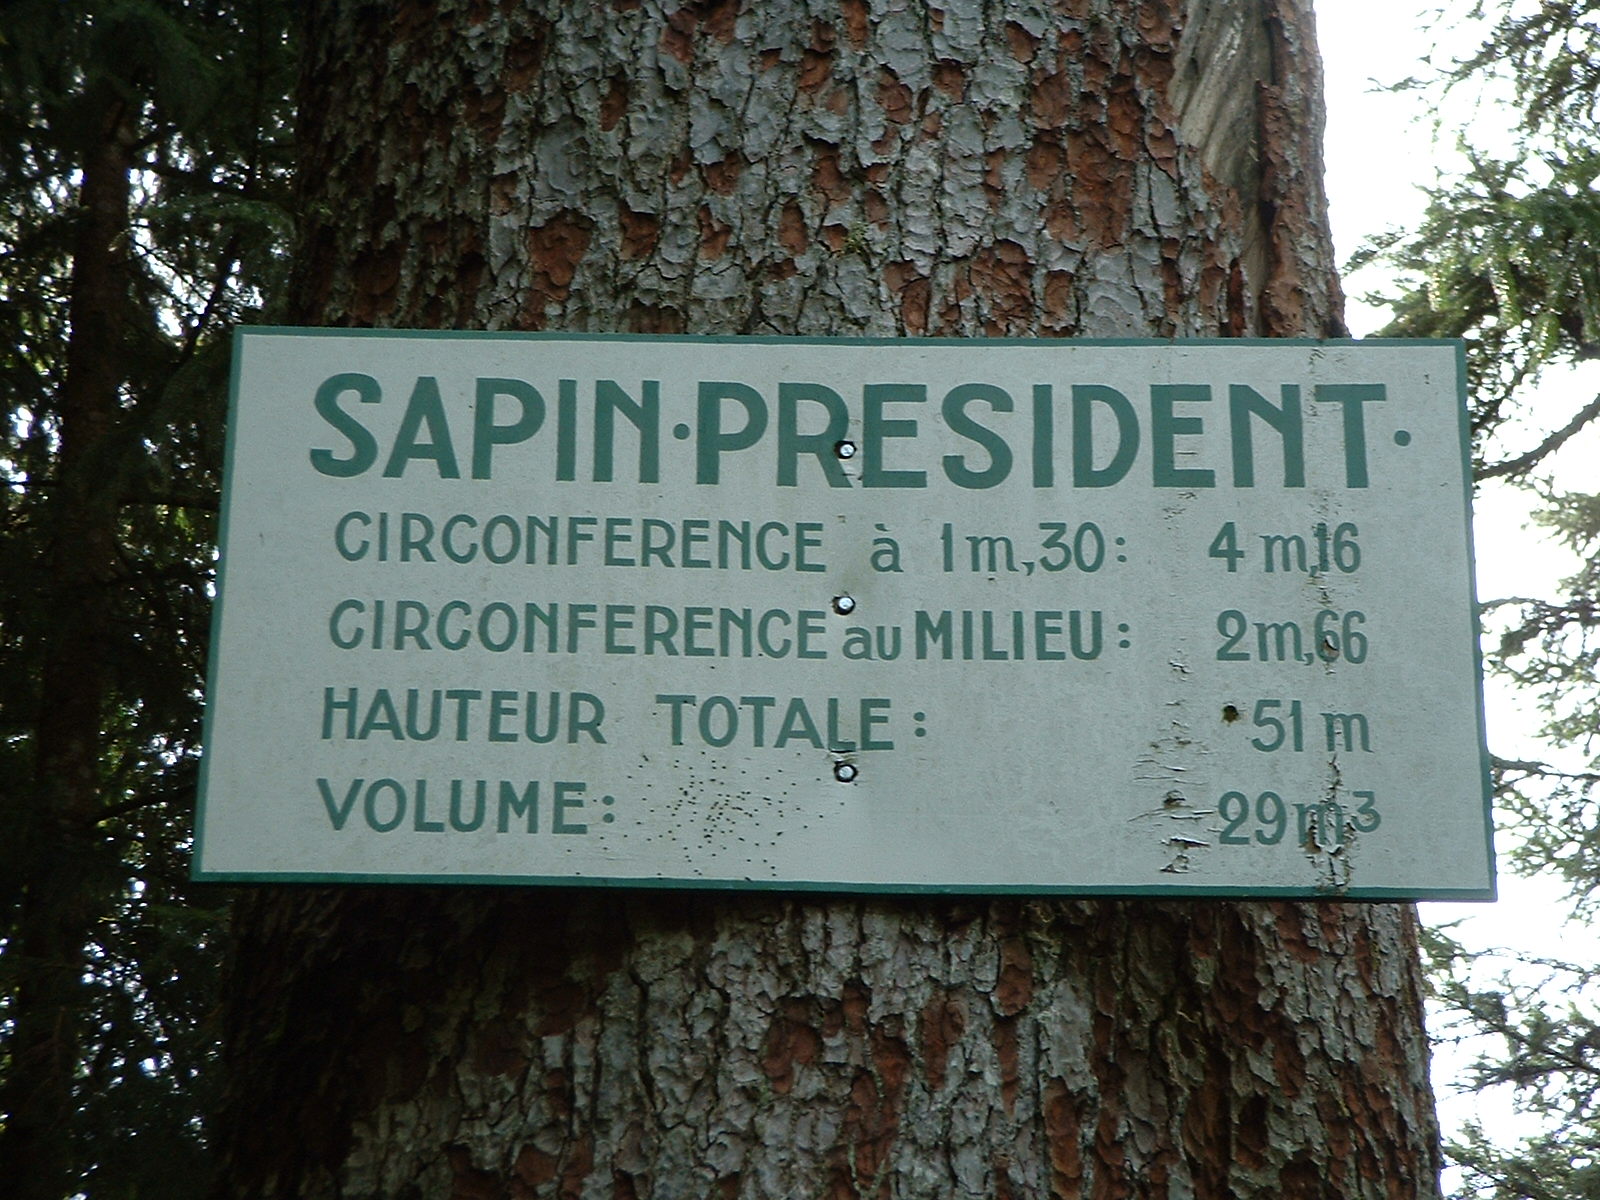 SAPIN·PRESIDENT·
CIRCONFERENCE à 1m,30: 4m,16
CIRCONFERENCE au MILIEU: 2m,66
HAUTEUR TOTALE: 51m
VOLUME: 29m³